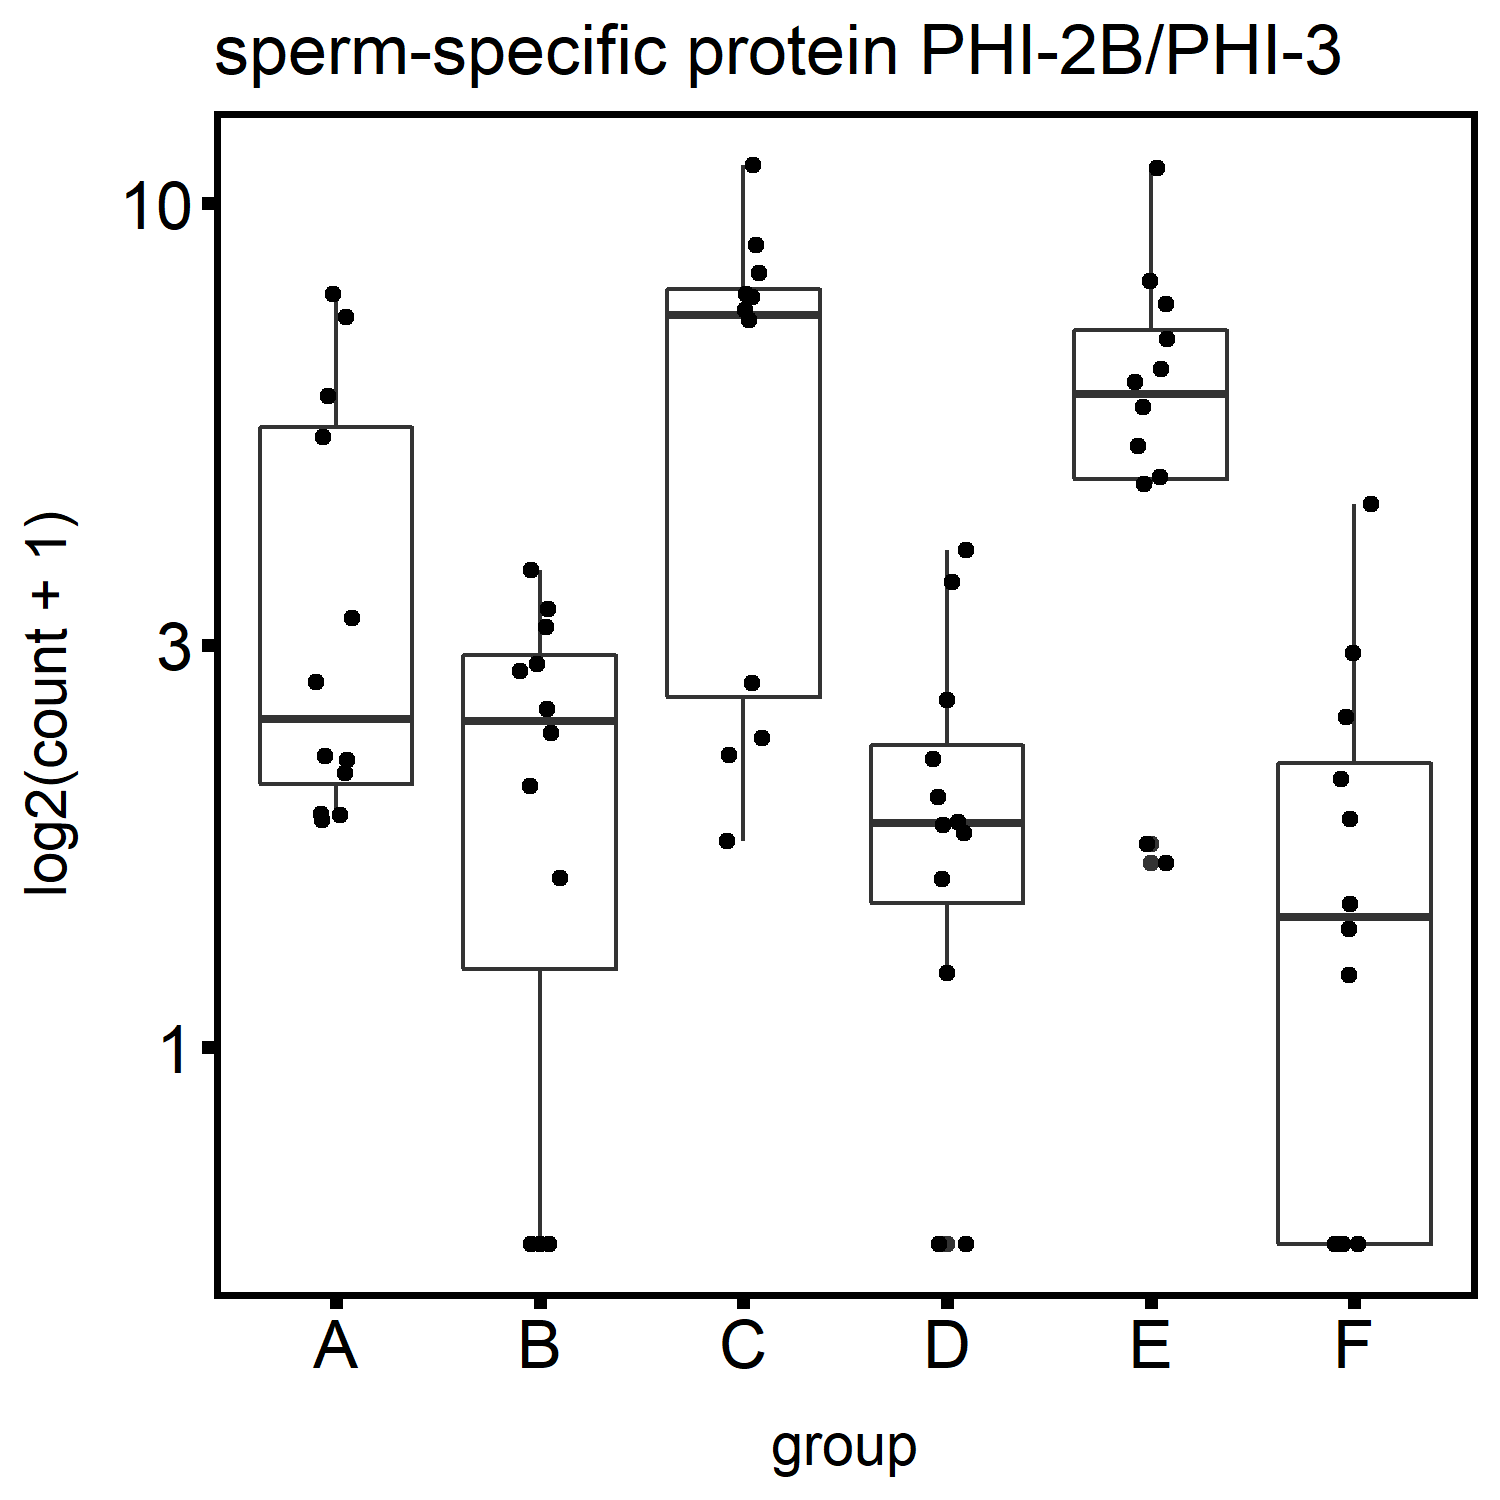 sperm-specific protein PHI-2B/PHI-3
10
3
1
log2(count + 1)
A B C D E F
group